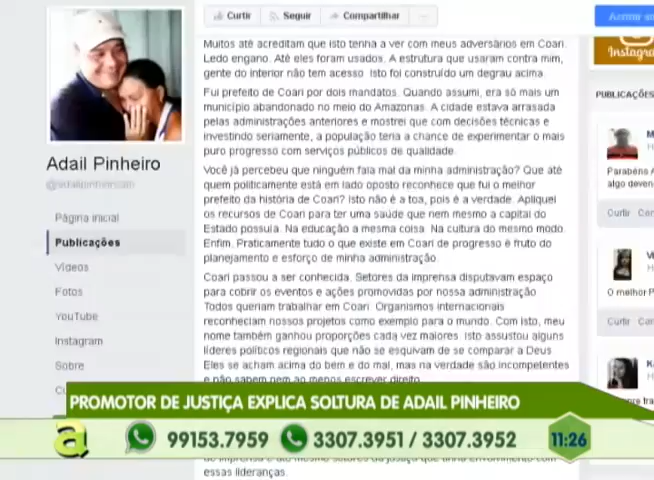 Curtir
Seguir
Compartilhar
Muitos até acreditam que isto tenha a ver com meus adversários em Coari.
Ledo engano. Até eles foram usados. A estrutura que usaram contra mim,
gente do interior não tem acesso. Isto foi construído um degrau acima.
Fui prefeito de Coari por dois mandatos. Quando assumi, era só mais um
município abandonado no meio do Amazonas. A cidade estava arrasada
pelas administrações anteriores e mostrei que com decisões técnicas e
investindo seriamente, a população teria a chance de experimentar o mais
puro progresso com serviços públicos de qualidade.
Você já percebeu que ninguém fala mal da minha administração? Que até
quem politicamente está em lado oposto reconhece que fui o melhor
prefeito da história de Coari? Isto não é a toa, pois é a verdade. Apliquei
os recursos de Coari para ter uma saúde que nem mesmo a capital do
Estado possuía. Na educação a mesma coisa. Na cultura do mesmo modo.
Enfim. Praticamente tudo o que existe em Coari de progresso é fruto do
planejamento e esforço de minha administração.
Coari passou a ser conhecida. Setores da imprensa disputavam espaço
para cobrir os eventos e ações promovidas por nossa administração.
Todos queriam trabalhar em Coari. Organismos internacionais
reconheciam nossos projetos como exemplo para o mundo. Com isto, meu
nome também ganhou proporções cada vez maiores. Isto assustou alguns
líderes políticos regionais que não se esquivam de se comparar a Deus.
Eles se acham acima do bem e do mal, mas na verdade são incompetentes
e não sabem nem ao menos escrever direito.
essas lideranças.
Adail Pinheiro
Página inicial
Publicações
Vídeos
Fotos
YouTube
Instagram
Sobre
Instagram
PUBLICAÇÕES
Parabéns A
algo deven
Curtir
O melhor P
Curtir
PROMOTOR DE JUSTIÇA EXPLICA SOLTURA DE ADAIL PINHEIRO
a
99153.7959
3307.3951 / 3307.3952
11:26